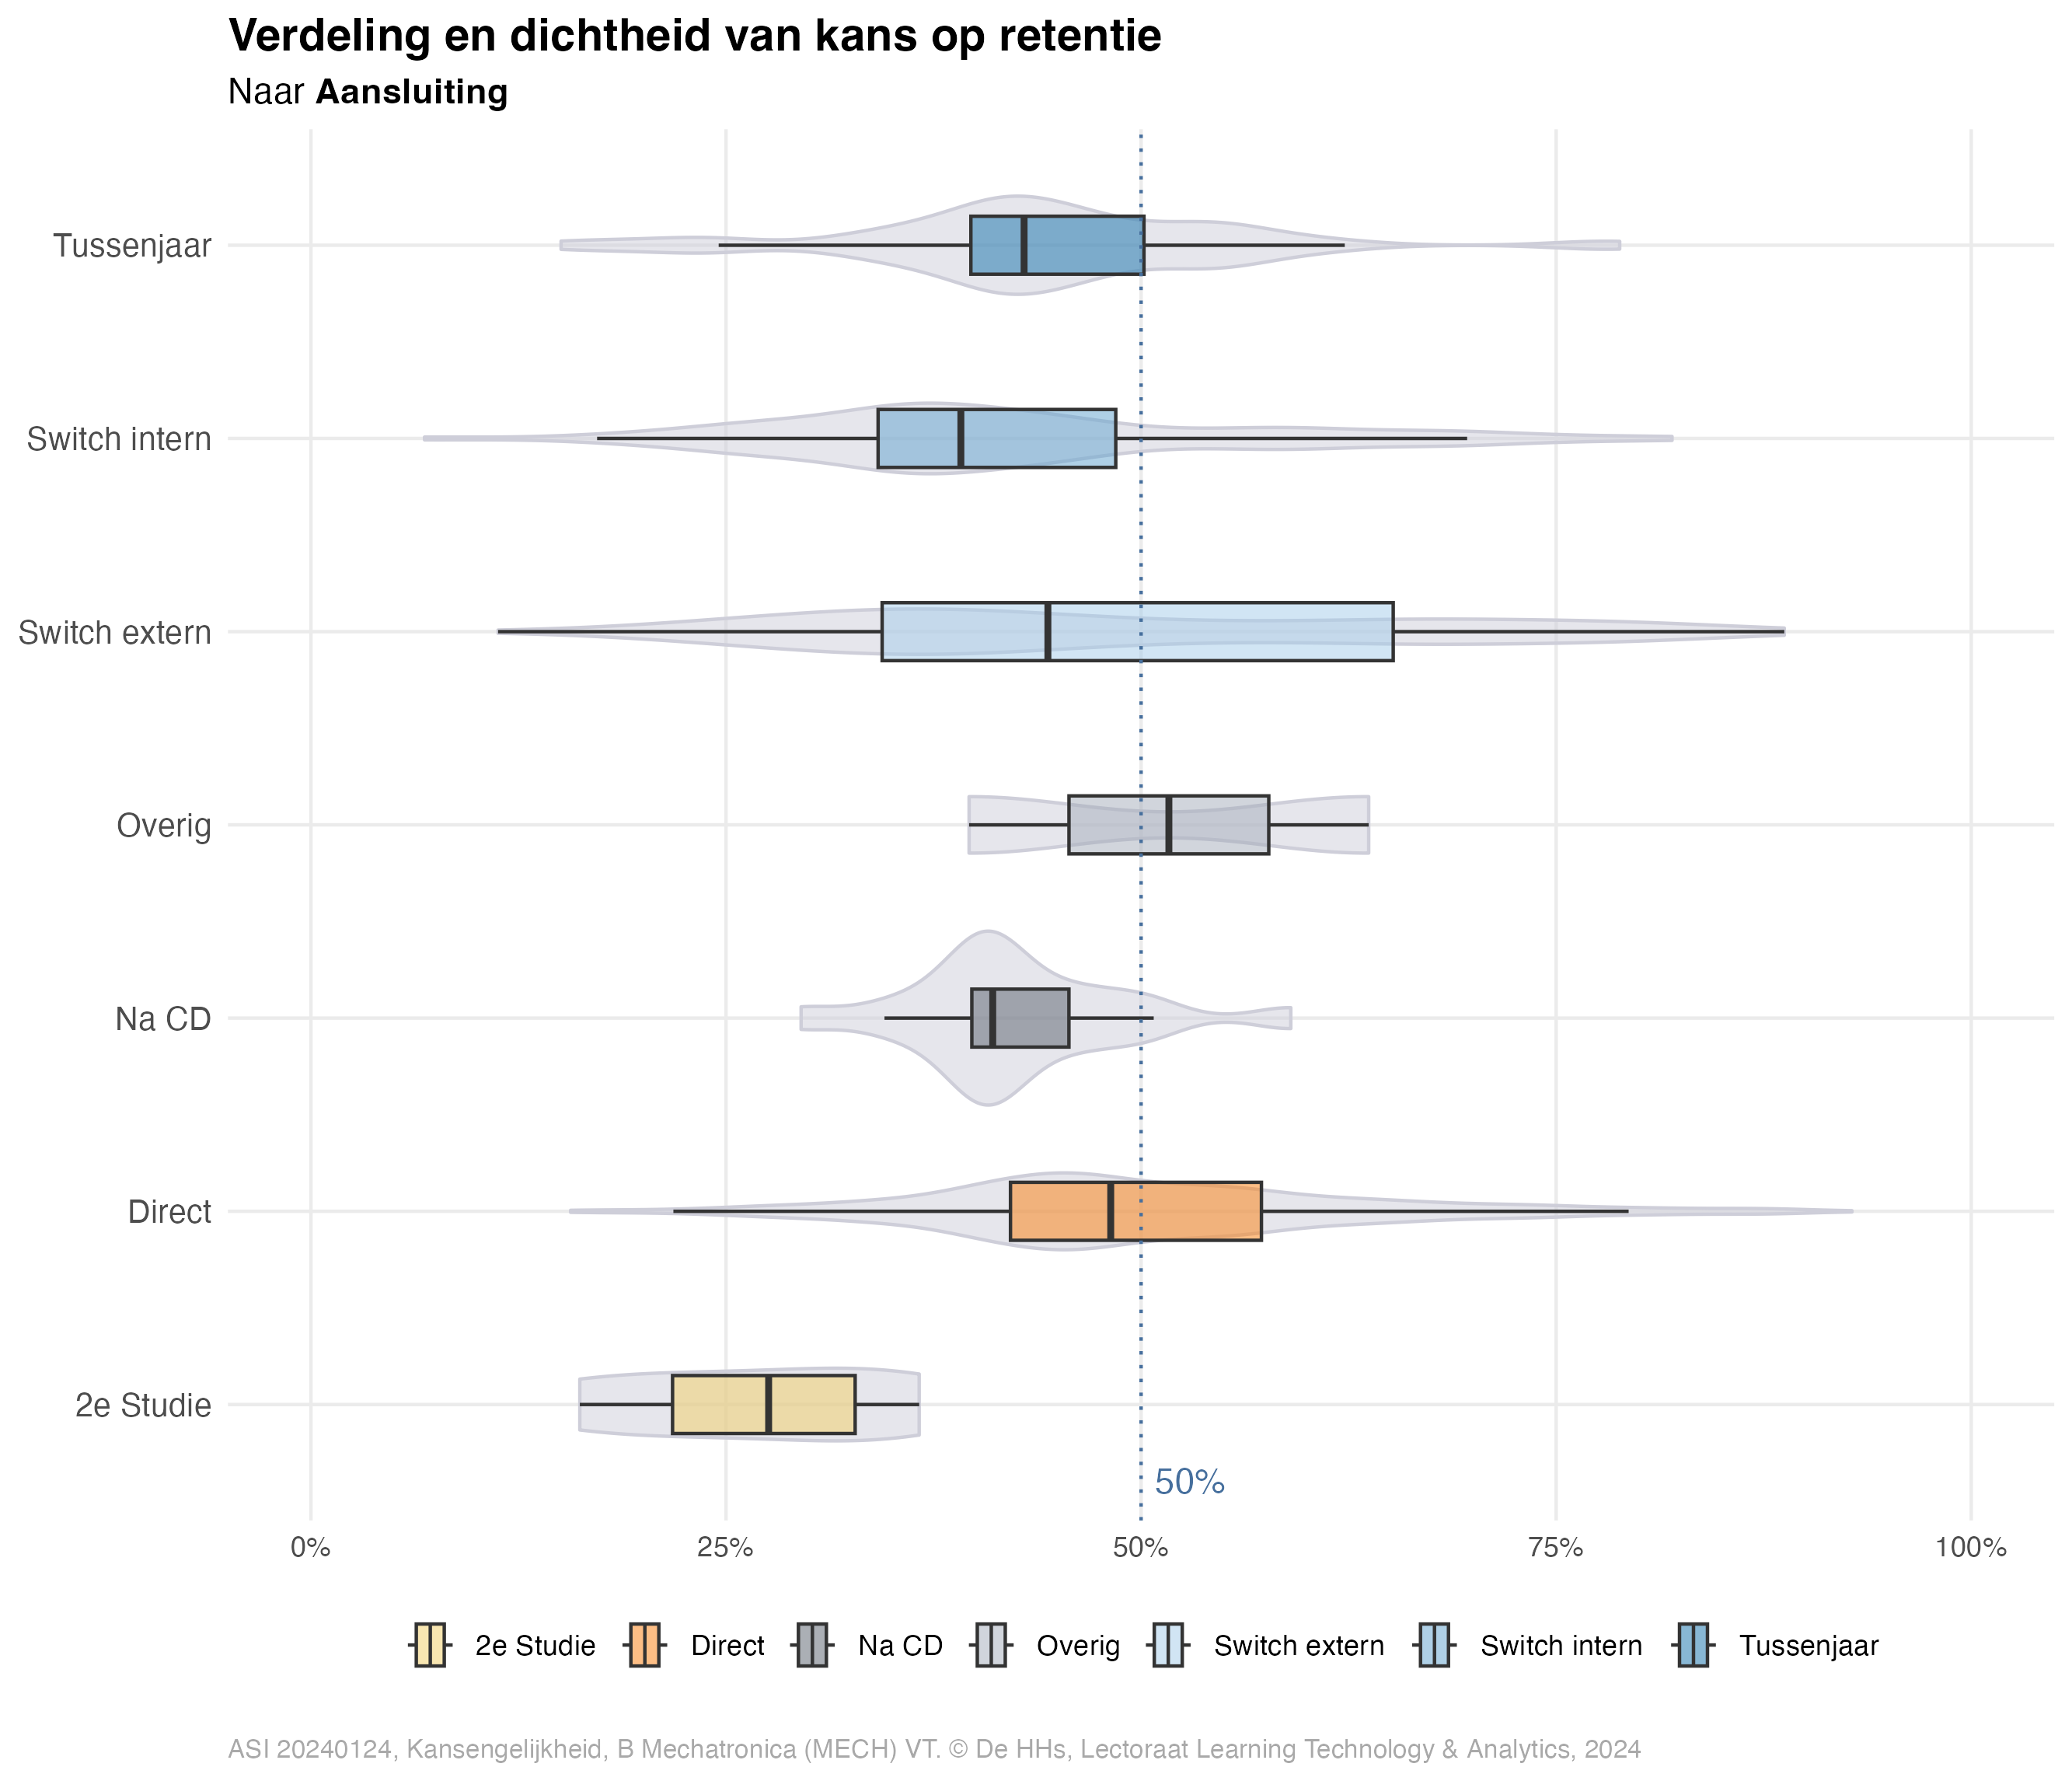 Verdeling en dichtheid van kans op retentie
Naar Aansluiting
Tussenjaar
Switch intern
Switch extern
Overig
Na CD
Direct
2e Studie
50%
0% 25% 50% 75% 100%
2e Studie Direct Na CD Overig Switch extern Switch intern Tussenjaar
ASI 20240124, Kansengelijkheid, B Mechatronica (MECH) VT. © De HHs, Lectoraat Learning Technology & Analytics, 2024